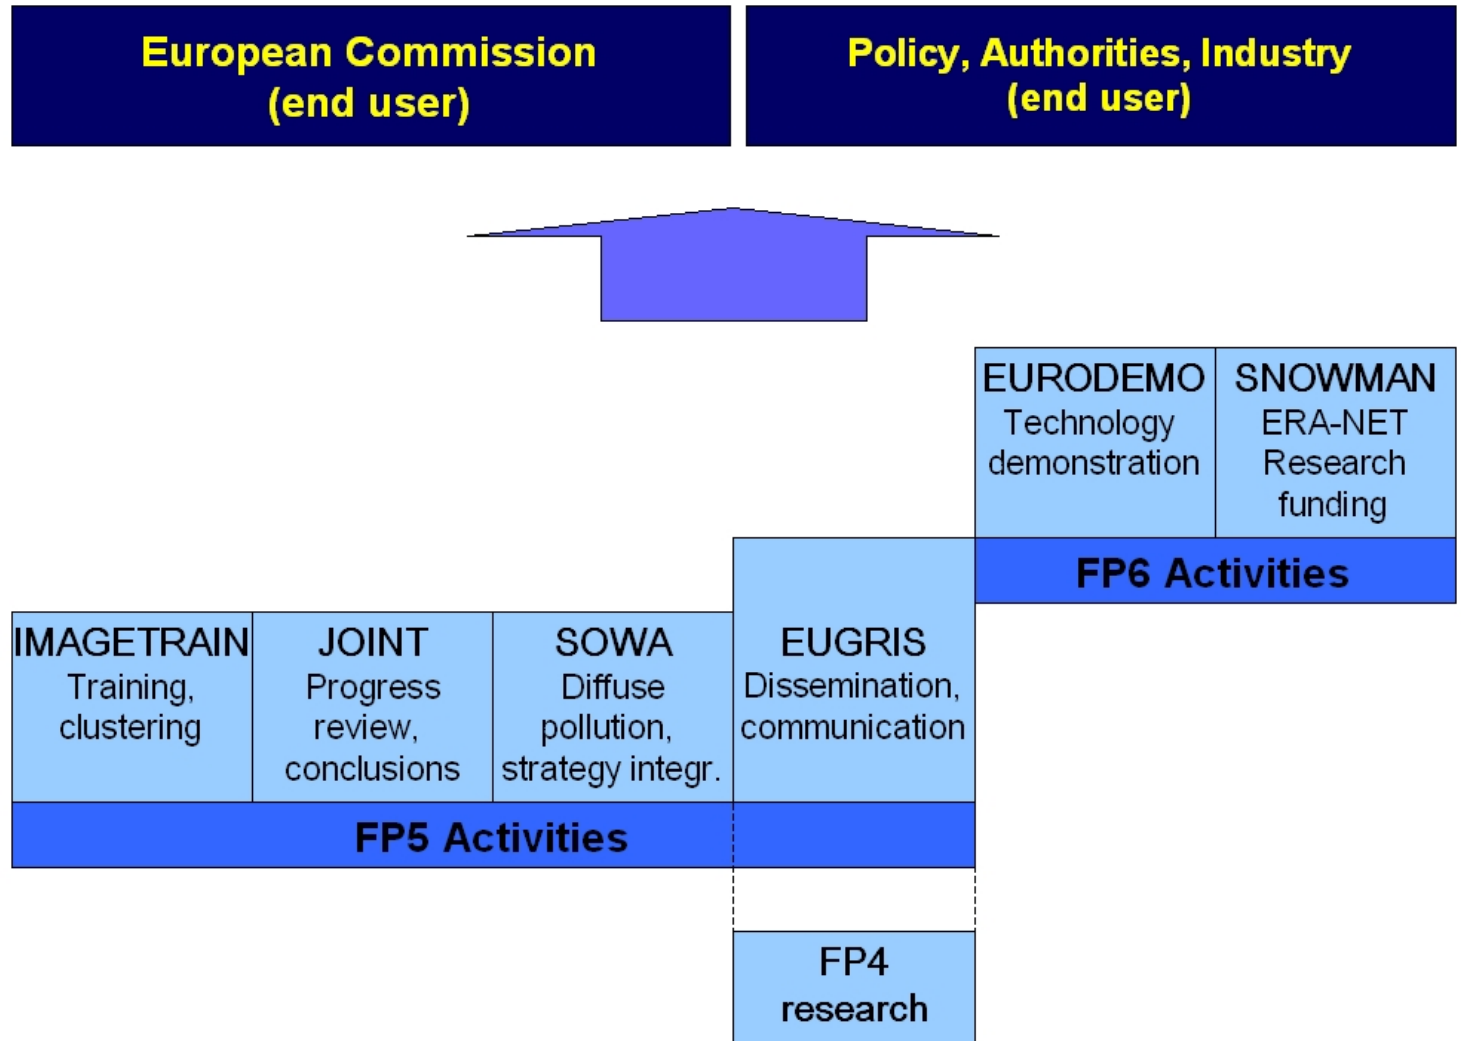 European Commission
(end user)
Policy, Authorities, Industry
(end user)
EURODEMO
Technology
demonstration
SNOWMAN
ERA-NET
Research
funding
FP6 Activities
IMAGETRAIN
Training,
clustering
JOINT
Progress
review,
conclusions
SOWA
Diffuse
pollution,
strategy integr.
EUGRIS
Dissemination,
communication
FP5 Activities
FP4
research